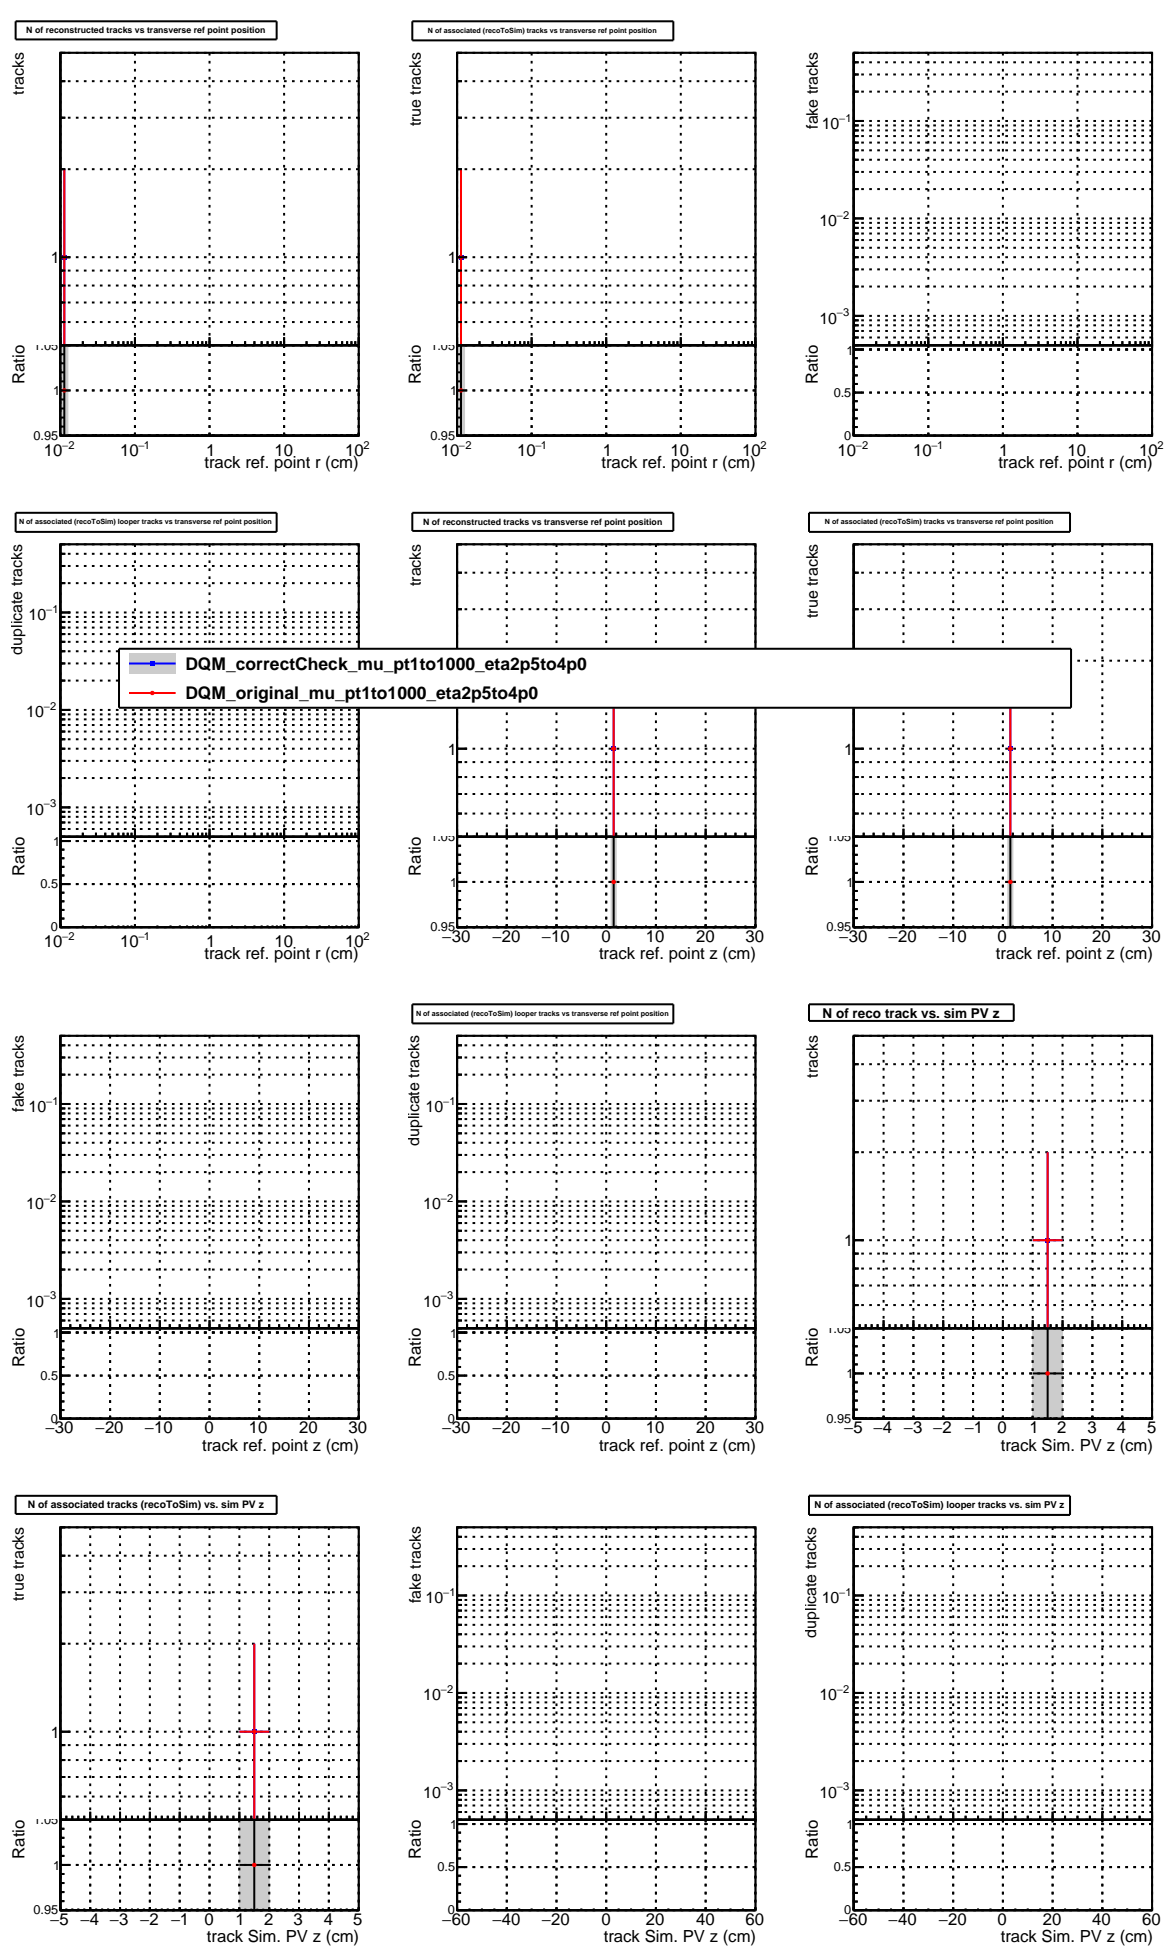 N of reconstructed tracks vs transverse ref point position
tracks
1
Ratio
1.05
1
0.95
10−2 10−1 1 10 102
track ref. point r (cm)
N of associated (recoToSim) tracks vs transverse ref point position
true tracks
1
Ratio
1.05
1
0.95
10−2 10−1 1 10 102
track ref. point r (cm)
fake tracks
10−1
10−2
10−3
Ratio
1
0.5
0
10−2 10−1 1 10 102
track ref. point r (cm)
N of associated (recoToSim) looper tracks vs transverse ref point position
duplicate tracks
10−1
10−2
10−3
Ratio
1
0.5
0
10−2 10−1 1 10 102
track ref. point r (cm)
N of reconstructed tracks vs transverse ref point position
tracks
1
Ratio
1.05
1
0.95
−30 −20 −10 0 10 20 30
track ref. point z (cm)
N of associated (recoToSim) tracks vs transverse ref point position
true tracks
1
Ratio
1.05
1
0.95
−30 −20 −10 0 10 20 30
track ref. point z (cm)
DQM_correctCheck_mu_pt1to1000_eta2p5to4p0
DQM_original_mu_pt1to1000_eta2p5to4p0
fake tracks
10−1
10−2
10−3
Ratio
1
0.5
0
−30 −20 −10 0 10 20 30
track ref. point z (cm)
N of associated (recoToSim) looper tracks vs transverse ref point position
duplicate tracks
10−1
10−2
10−3
Ratio
1
0.5
0
−30 −20 −10 0 10 20 30
track ref. point z (cm)
N of reco track vs. sim PV z
tracks
1
Ratio
1.05
1
0.95
−5 −4 −3 −2 −1 0 1 2 3 4 5
track Sim. PV z (cm)
N of associated tracks (recoToSim) vs. sim PV z
true tracks
1
Ratio
1.05
1
0.95
−5 −4 −3 −2 −1 0 1 2 3 4 5
track Sim. PV z (cm)
fake tracks
10−1
10−2
10−3
Ratio
1
0.5
0
−60 −40 −20 0 20 40 60
track Sim. PV z (cm)
N of associated (recoToSim) looper tracks vs. sim PV z
duplicate tracks
10−1
10−2
10−3
Ratio
1
0.5
0
−60 −40 −20 0 20 40 60
track Sim. PV z (cm)